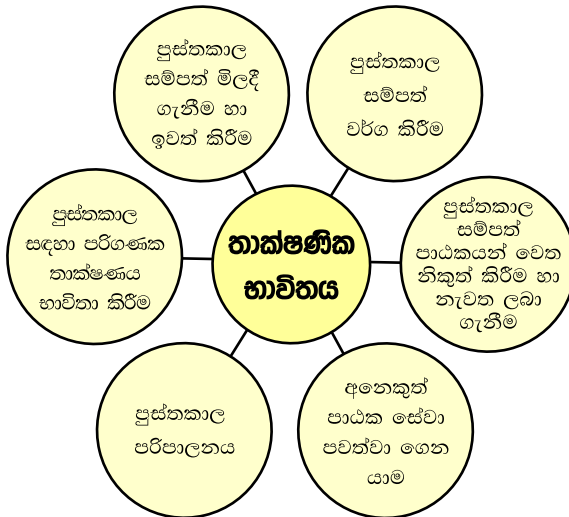 පුස්තකාල
සම්පත් මිලදී
ගැනීම හා
ඉවත් කිරීම
පුස්තකාල
සම්පත්
වර්ග කිරීම
පුස්තකාල
සඳහා පරිගණක
තාක්ෂණය
භාවිතා කිරීම
තාක්ෂණික
භාවිතය
පුස්තකාල
සම්පත්
පාඨකයන් වෙත
නිකුත් කිරීම හා
නැවත ලබා
ගැනීම
පුස්තකාල
පරිපාලනය
අනෙකුත්
පාඨක සේවා
පවත්වා ගෙන
යාම